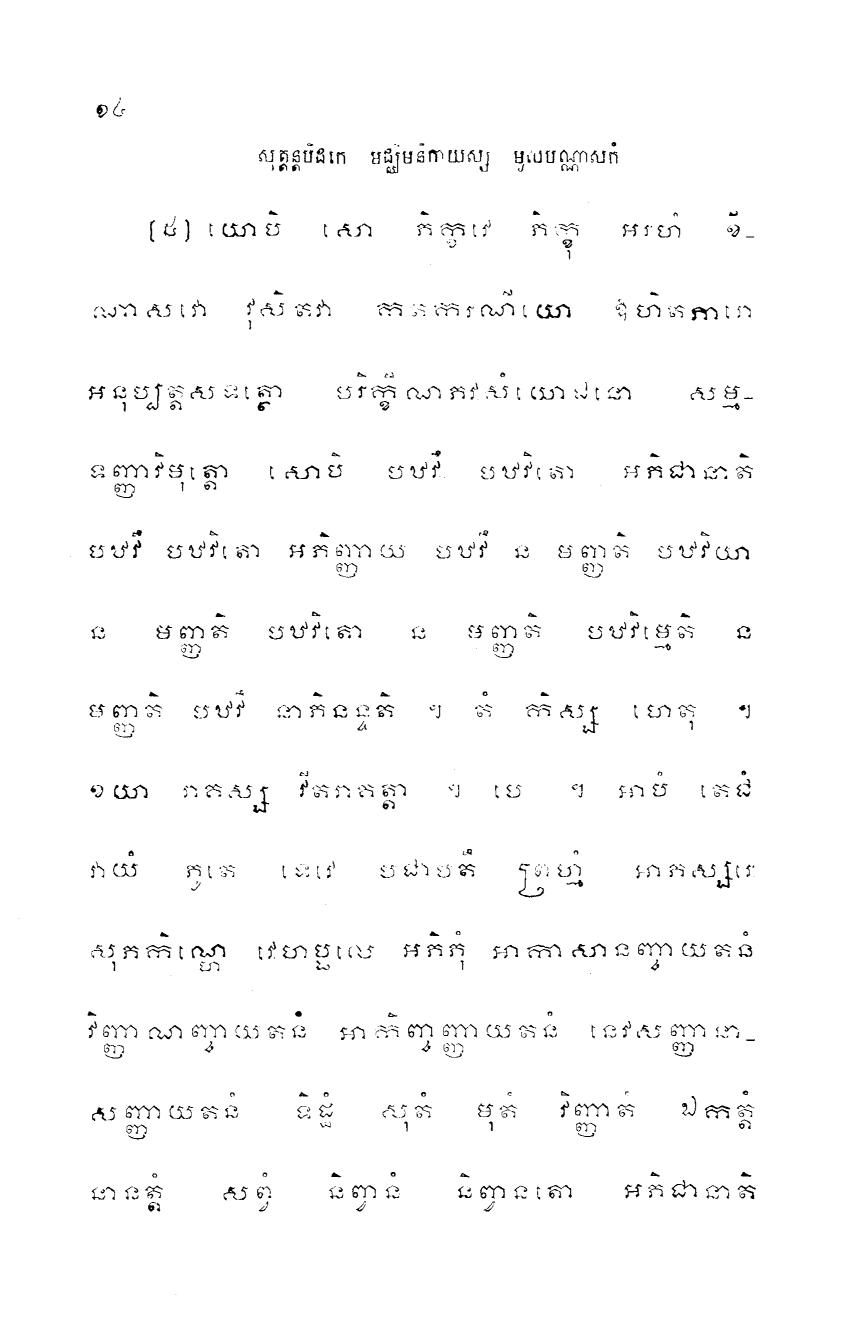 ១៤
សុត្តន្តបិដកេ មជ្ឈិមនិកាយស្ស មូលបណ្ណាសកំ
[៨] យោបិ សោ ភិក្ខវេ ភិក្ខុ អរហំ ខី-
ណាសវោ វុសិតវា កតករណីយោ ឱហិតភារោ
អនុប្បត្តសទត្ថោ បរិក្ខីណភវសំយោជនោ សម្ម-
ទញ្ញាវិមុត្តោ សោបិ បឋវឹ បឋវិតោ អភិជានាតិ
បឋវឹ បឋវិតោ អភិញ្ញាយ បឋវឹ ន មញ្ញតិ បឋវិយា
ន មញ្ញតិ បឋវិតោ ន មញ្ញតិ បឋវិម្មេតិ ន
មញ្ញតិ បឋវឹ នាភិនន្ទតិ ។ តំ កិស្ស ហេតុ ។
ខយា រាគស្ស វីតរាគត្តា ។ បេ ។ អាបំ តេជំ
វាយំ ភូតេ ទេវេ បជាបតឹ ព្រហ្មំ អាភស្សរេ
សុភកិណ្ហេ វេហប្ផលេ អភិភុំ អាកាសានញ្ចាយតនំ
វិញ្ញាណញ្ចាយតនំ អាកិញ្ចញ្ញាយតនំ នេវសញ្ញានា-
សញ្ញាយតនំ ទិដ្ឋំ សុតំ មុតំ វិញ្ញាតំ ឯកត្តំ
នានត្តំ សព្វំ និព្វានំ និព្វានតោ អភិជានាតិ